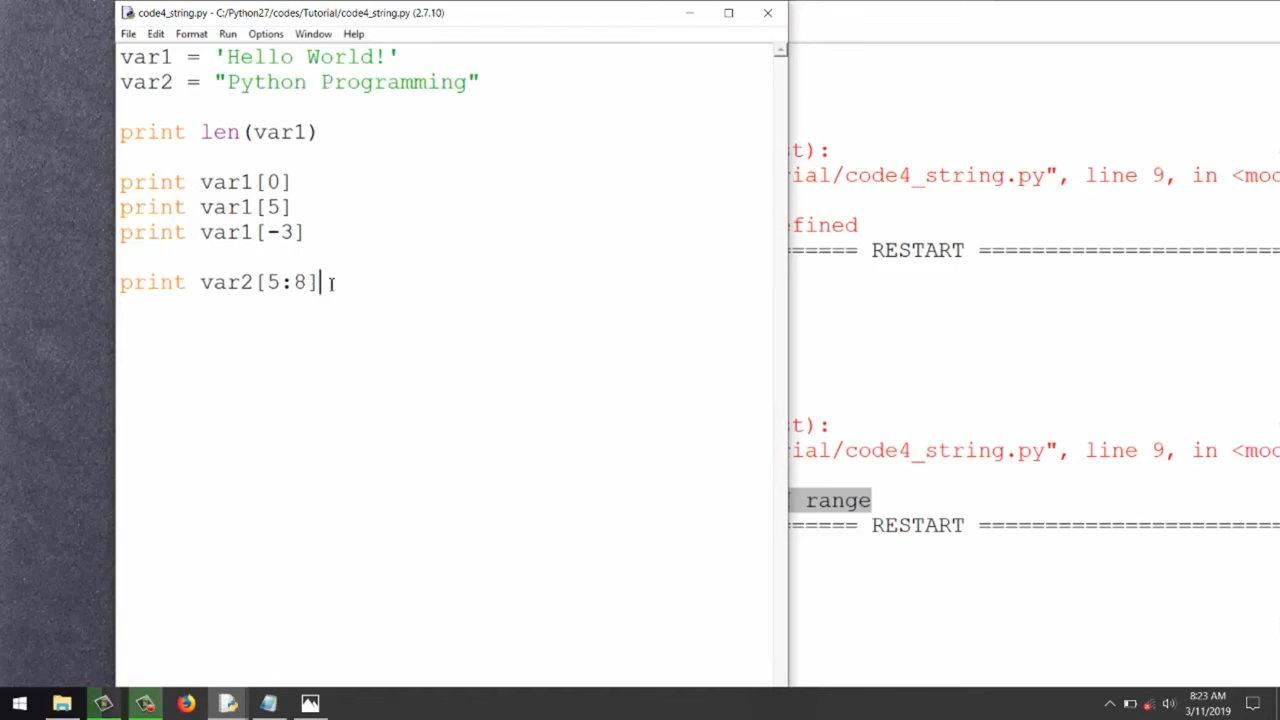 code4_string.py - C:/Python27/codes/Tutorial/code4_string.py (2.7.10)
File Edit Format Run Options Window Help
var1 = 'Hello World!'
var2 = "Python Programming"
print len(var1)
print var1[0]
print var1[5]
print var1[-3]
print var2[5:8]
t):
ial/code4_string.py", line 9, in <mo
efined
====== RESTART =======================
t):
ial/code4_string.py", line 9, in <mo
range
====== RESTART =======================
8:23 AM
3/11/2019